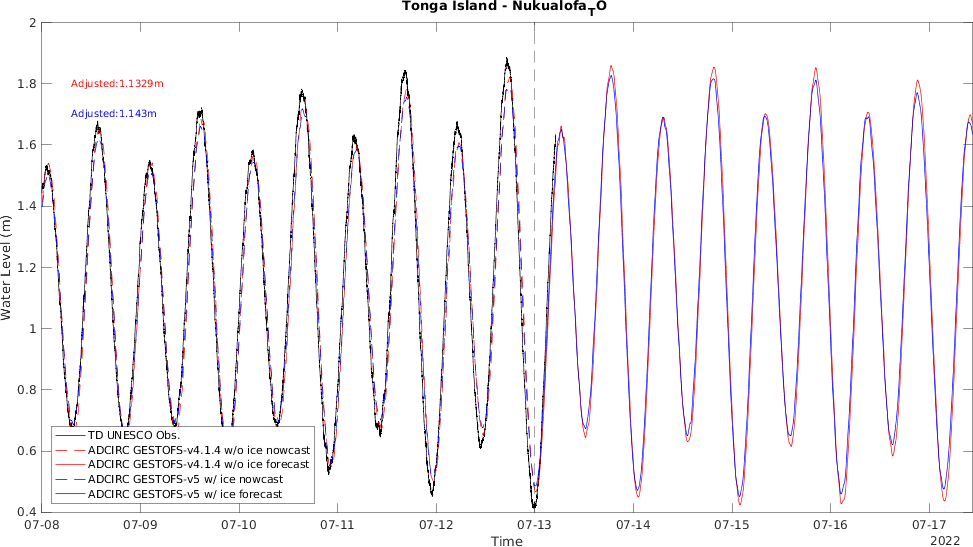 Tonga Island - NukualofaTO
Adjusted:1.1329m
Adjusted:1.143m
Water Level (m)
2
1.8
1.6
1.4
1.2
1
0.8
0.6
0.4
TD UNESCO Obs.
ADCIRC GESTOFS-v4.1.4 w/o ice nowcast
ADCIRC GESTOFS-v4.1.4 w/o ice forecast
ADCIRC GESTOFS-v5 w/ ice nowcast
ADCIRC GESTOFS-v5 w/ ice forecast
07-08 07-09 07-10 07-11 07-12 07-13 07-14 07-15 07-16 07-17
Time
2022